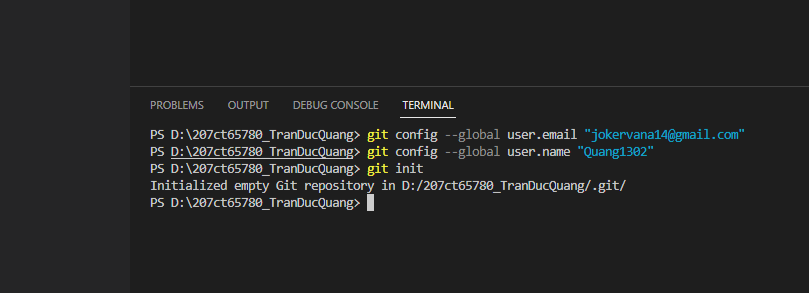 PROBLEMS OUTPUT DEBUG CONSOLE TERMINAL
PS D:\207ct65780_TranDucQuang> git config --global user.email "jokervana14@gmail.com"
PS D:\207ct65780_TranDucQuang> git config --global user.name "Quang1302"
PS D:\207ct65780_TranDucQuang> git init
Initialized empty Git repository in D:/207ct65780_TranDucQuang/.git/
PS D:\207ct65780_TranDucQuang>